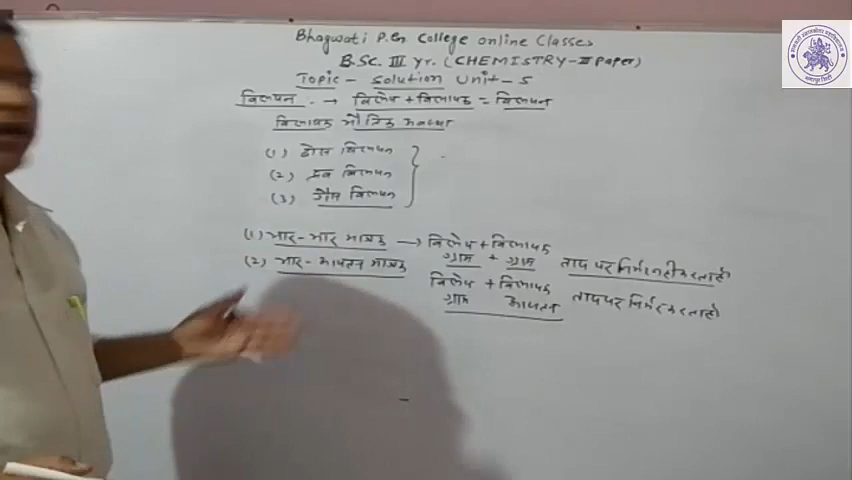 Bhagwati P.G College online Classes
B.SC. III Yr. (CHEMISTRY-II Paper)
Topic - Solution Unit-5
विलयन → विलेय + विलायक = विलयन
विलायक भौतिक अवस्था
(1) ठोस विलयन
(2) द्रव विलयन
(3) गैस विलयन
(1) भार-भार मात्रक → विलेय + विलायक
ग्राम + ग्राम ताप पर निर्भर नही करता है
(2) भार-आयतन मात्रक विलेय + विलायक
ग्राम आयतन ताप पर निर्भर करता है